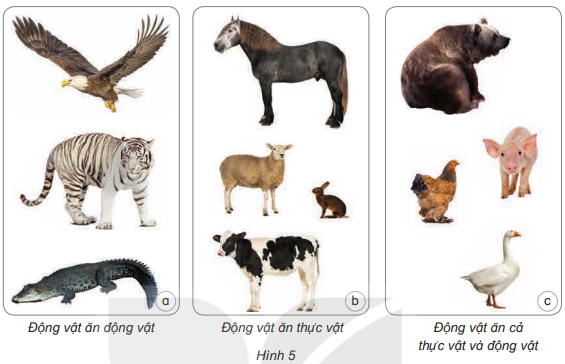 a
b
c
Động vật ăn động vật
Động vật ăn thực vật
Động vật ăn cả
thực vật và động vật
Hình 5